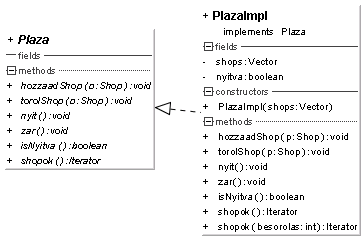 + Plaza
fields
methods
+ hozzaadShop(p:Shop):void
+ torolShop(p:Shop):void
+ nyit():void
+ zar():void
+ isNyitva():boolean
+ shopok():Iterator
+ PlazaImpl
implements Plaza
fields
- shops:Vector
- nyitva:boolean
constructors
+ PlazaImpl(shops:Vector)
methods
+ hozzaadShop(p:Shop):void
+ torolShop(p:Shop):void
+ nyit():void
+ zar():void
+ isNyitva():boolean
+ shopok():Iterator
+ shopok(besorolas:int):Iterator